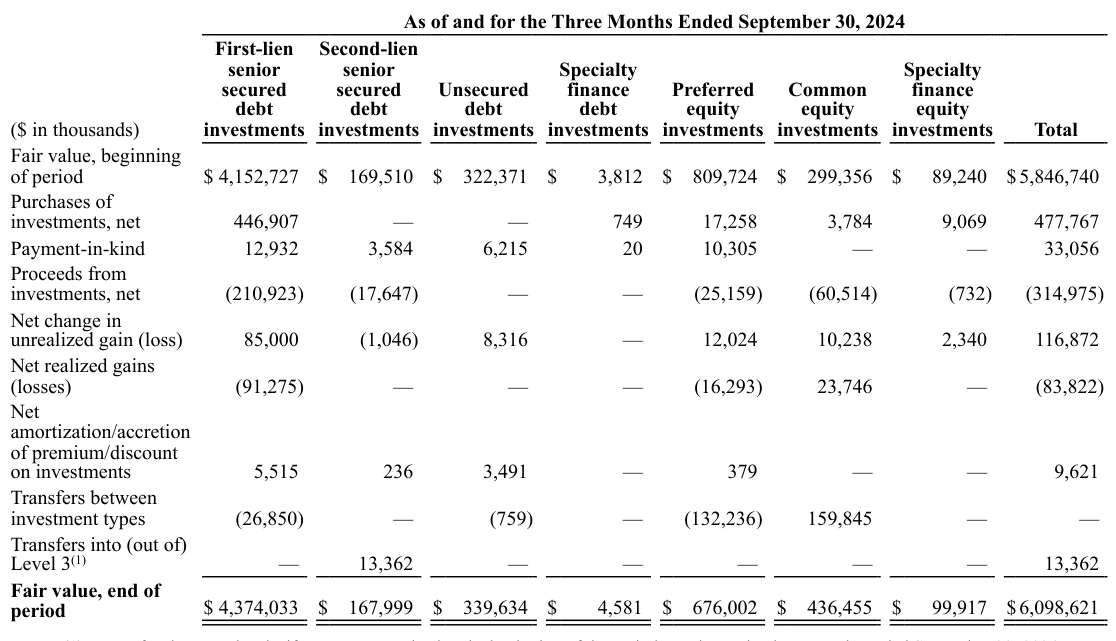 As of and for the Three Months Ended September 30, 2024
($ in thousands) First-lien senior secured debt investments Second-lien senior secured debt investments Unsecured debt investments Specialty finance debt investments Preferred equity investments Common equity investments Specialty finance equity investments Total
Fair value, beginning of period $ 4,152,727 $ 169,510 $ 322,371 $ 3,812 $ 809,724 $ 299,356 $ 89,240 $ 5,846,740
Purchases of investments, net 446,907 — — 749 17,258 3,784 9,069 477,767
Payment-in-kind 12,932 3,584 6,215 20 10,305 — — 33,056
Proceeds from investments, net (210,923) (17,647) — — (25,159) (60,514) (732) (314,975)
Net change in unrealized gain (loss) 85,000 (1,046) 8,316 — 12,024 10,238 2,340 116,872
Net realized gains (losses) (91,275) — — — (16,293) 23,746 — (83,822)
Net amortization/accretion of premium/discount on investments 5,515 236 3,491 — 379 — — 9,621
Transfers between investment types (26,850) — (759) — (132,236) 159,845 — —
Transfers into (out of) Level 3(1) — 13,362 — — — — — 13,362
Fair value, end of period $ 4,374,033 $ 167,999 $ 339,634 $ 4,581 $ 676,002 $ 436,455 $ 99,917 $ 6,098,621